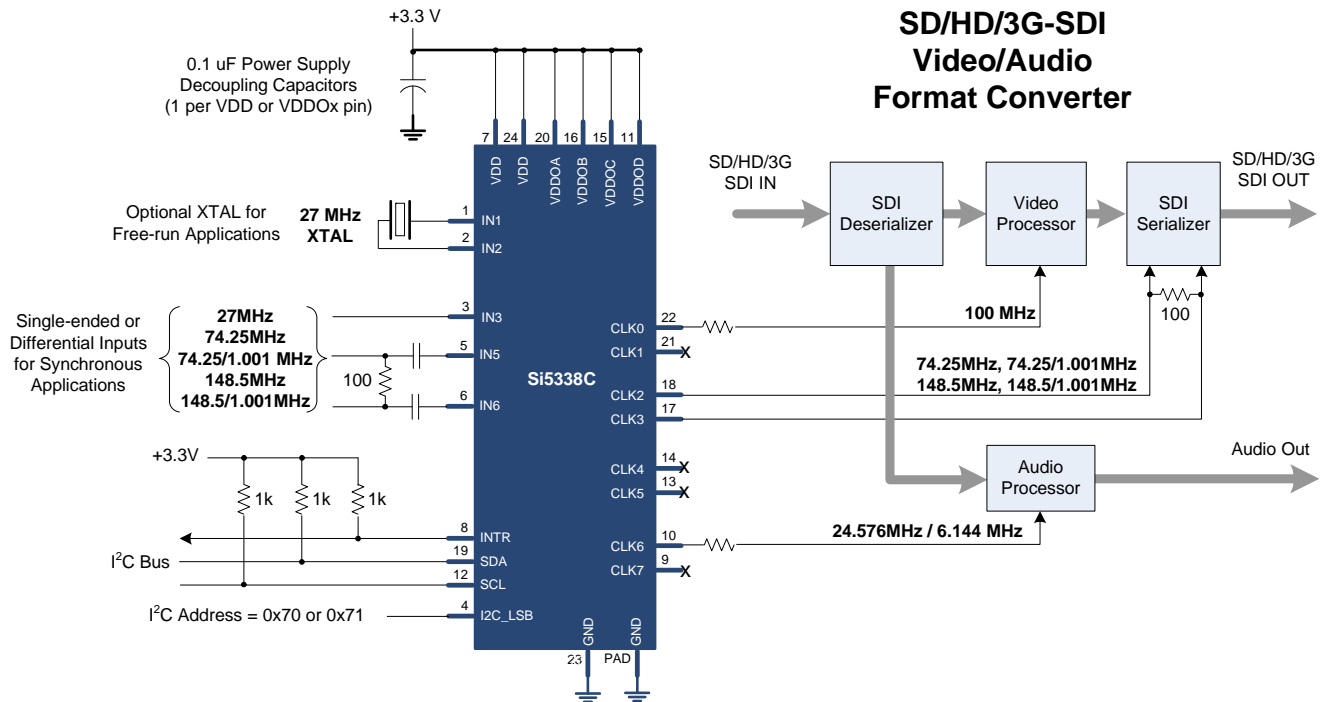 +3.3 V
0.1 uF Power Supply
Decoupling Capacitors
(1 per VDD or VDDOx pin)
SD/HD/3G-SDI
Video/Audio
Format Converter
7
24
20
16
15
11
VDD
VDD
VDDOA
VDDOB
VDDOC
VDDOD
Optional XTAL for
Free-run Applications
27 MHz
XTAL
1
IN1
2
IN2
Single-ended or
Differential Inputs
for Synchronous
Applications
27MHz
74.25MHz
74.25/1.001 MHz
148.5MHz
148.5/1.001MHz
100
3
IN3
5
IN5
6
IN6
Si5338C
+3.3V
1k
1k
1k
I2C Bus
8
INTR
19
SDA
12
SCL
I2C Address = 0x70 or 0x71
4
I2C_LSB
GND
GND
23
PAD
CLK0
22
CLK1
21
X
CLK2
18
CLK3
17
CLK4
14
X
CLK5
13
X
CLK6
10
CLK7
9
X
SD/HD/3G
SDI IN
SDI
Deserializer
Video
Processor
SDI
Serializer
SD/HD/3G
SDI OUT
100 MHz
100
74.25MHz, 74.25/1.001MHz
148.5MHz, 148.5/1.001MHz
Audio
Processor
Audio Out
24.576MHz / 6.144 MHz